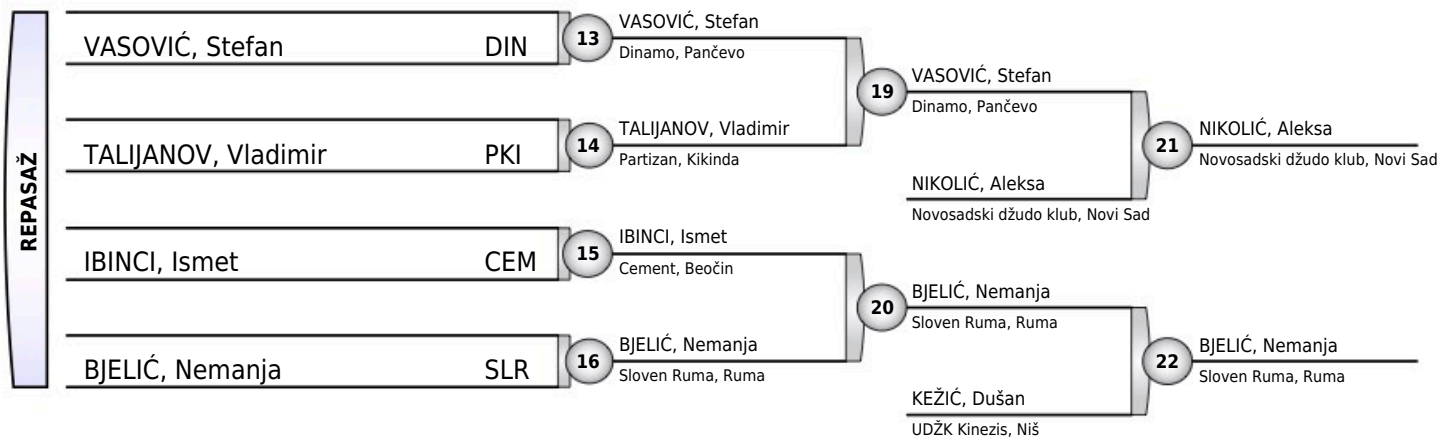 REPASAŽ
VASOVIĆ, Stefan DIN
TALIJANOV, Vladimir PKI
IBINCI, Ismet CEM
BJELIĆ, Nemanja SLR
13
VASOVIĆ, Stefan
Dinamo, Pančevo
14
TALIJANOV, Vladimir
Partizan, Kikinda
15
IBINCI, Ismet
Cement, Beočin
16
BJELIĆ, Nemanja
Sloven Ruma, Ruma
19
VASOVIĆ, Stefan
Dinamo, Pančevo
NIKOLIĆ, Aleksa
Novosadski džudo klub, Novi Sad
20
BJELIĆ, Nemanja
Sloven Ruma, Ruma
KEŽIĆ, Dušan
UDŽK Kinezis, Niš
21
NIKOLIĆ, Aleksa
Novosadski džudo klub, Novi Sad
22
BJELIĆ, Nemanja
Sloven Ruma, Ruma